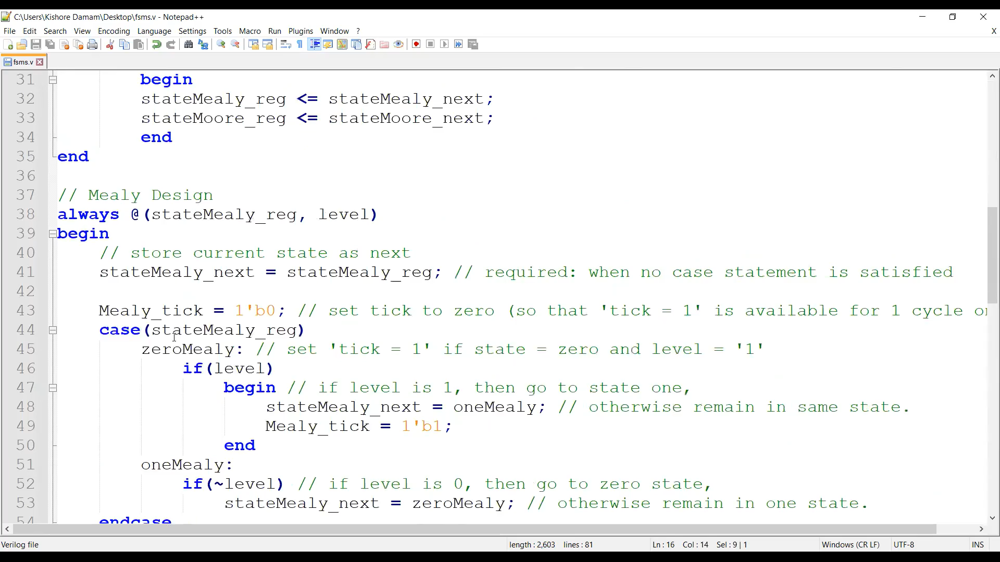 C:\Users\Kishore Damam\Desktop\fsms.v - Notepad++
File Edit Search View Encoding Language Settings Tools Macro Run Plugins Window ? X
fsms.v
31 begin
32 stateMealy_reg <= stateMealy_next;
33 stateMoore_reg <= stateMoore_next;
34 end
35 end
36
37 // Mealy Design
38 always @(stateMealy_reg, level)
39 begin
40 // store current state as next
41 stateMealy_next = stateMealy_reg; // required: when no case statement is satisfied
42
43 Mealy_tick = 1'b0; // set tick to zero (so that 'tick = 1' is available for 1 cycle
44 case(stateMealy_reg)
45 zeroMealy: // set 'tick = 1' if state = zero and level = '1'
46 if(level)
47 begin // if level is 1, then go to state one,
48 stateMealy_next = oneMealy; // otherwise remain in same state.
49 Mealy_tick = 1'b1;
50 end
51 oneMealy:
52 if(~level) // if level is 0, then go to zero state,
53 stateMealy_next = zeroMealy; // otherwise remain in one state.
54 endcase
Verilog file length : 2,603 lines : 81 Ln : 16 Col : 14 Sel : 9 | 1 Windows (CR LF) UTF-8 INS